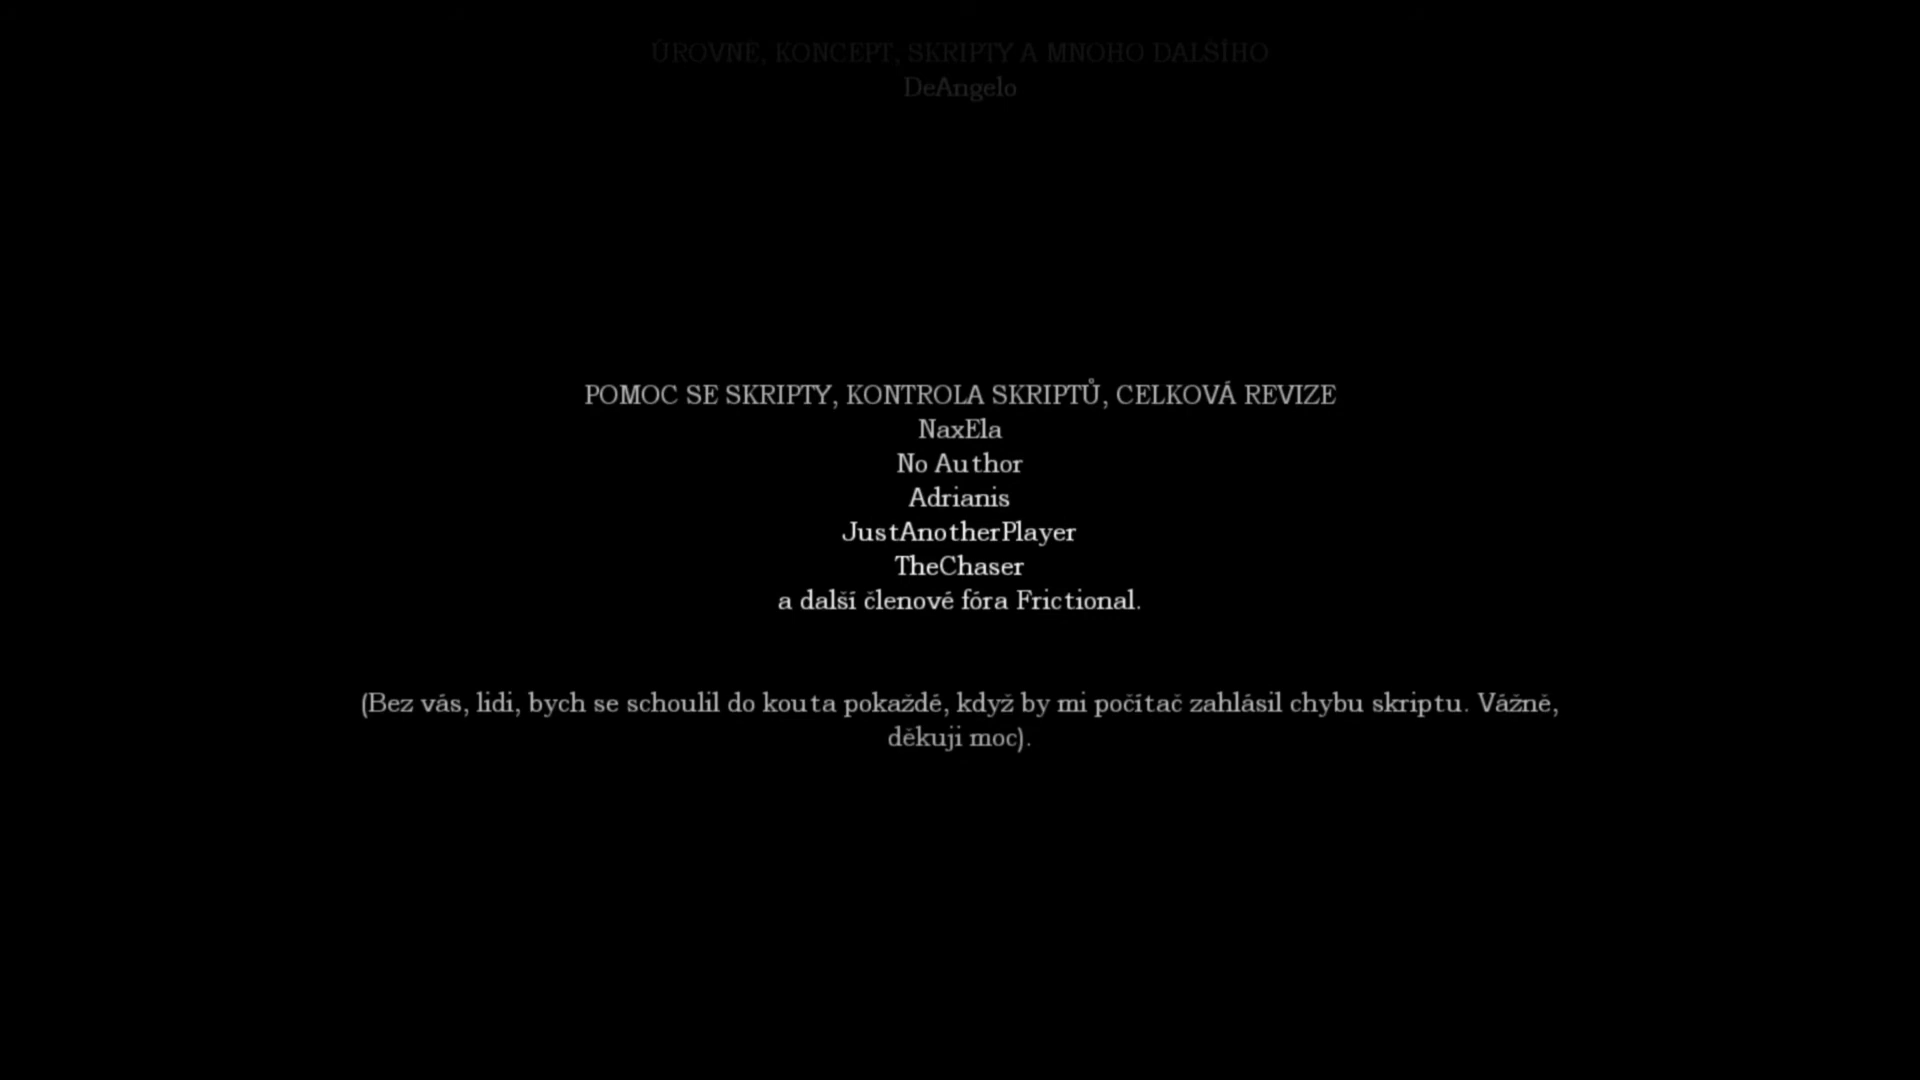 ÚROVNĚ, KONCEPT, SKRIPTY A MNOHO DALŠÍHO
DeAngelo
POMOC SE SKRIPTY, KONTROLA SKRIPTŮ, CELKOVÁ REVIZE
NaxEla
No Author
Adrianis
JustAnotherPlayer
TheChaser
a další členové fóra Frictional.
(Bez vás, lidi, bych se schoulil do kouta pokaždé, když by mi počítač zahlásil chybu skriptu. Vážně,
děkuji moc).